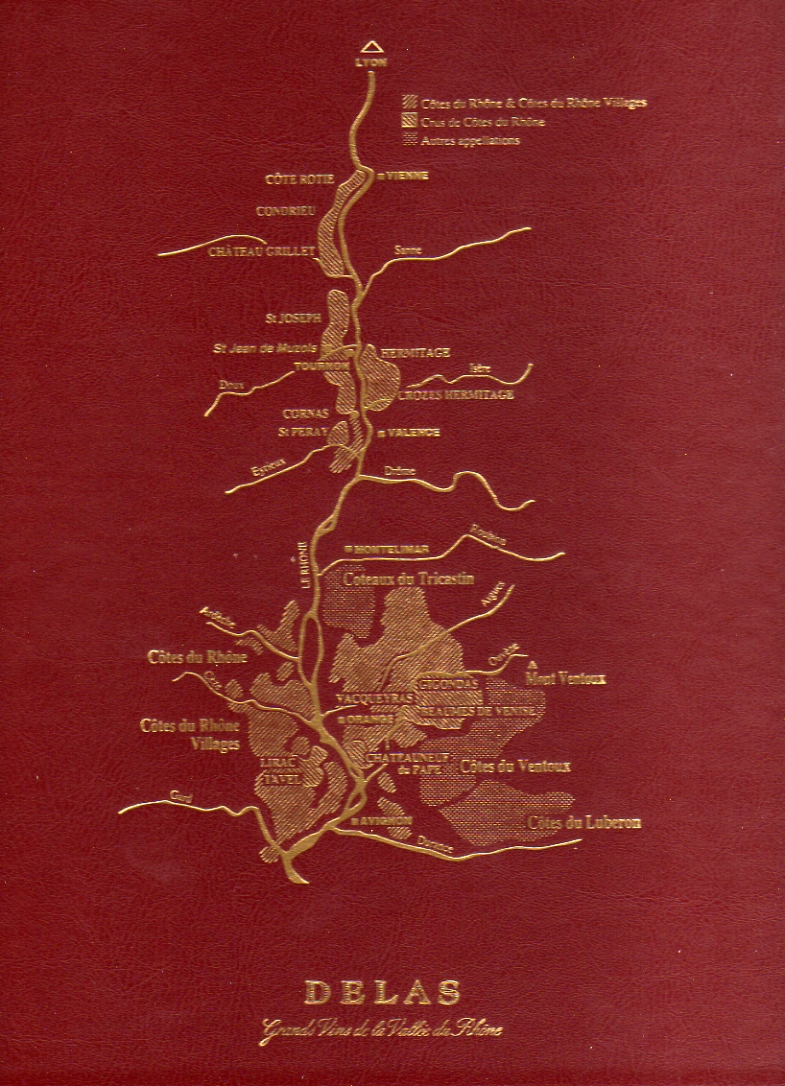 LYON
Côtes du Rhône & Côtes du Rhône Villages
Crus de Côtes du Rhône
Autres appellations
CÔTE ROTIE
VIENNE
CONDRIEU
CHÂTEAU GRILLET
Sanne
St JOSEPH
St Jean de Muzols
HERMITAGE
TOURNON
Isère
Doux
CROZES HERMITAGE
CORNAS
St PERAY
VALENCE
Eyrieux
Drôme
LE RHONE
MONTELIMAR
Roubion
Coteaux du Tricastin
Aigues
Ardèche
Côtes du Rhône
Ouvèze
Cèze
GIGONDAS
Mont Ventoux
VACQUEYRAS
ORANGE
BEAUMES DE VENISE
Côtes du Rhône
Villages
LIRAC
TAVEL
CHATEAUNEUF
du PAPE
Côtes du Ventoux
Gard
AVIGNON
Côtes du Luberon
Durance
DELAS
Grands Vins de la Vallée du Rhône